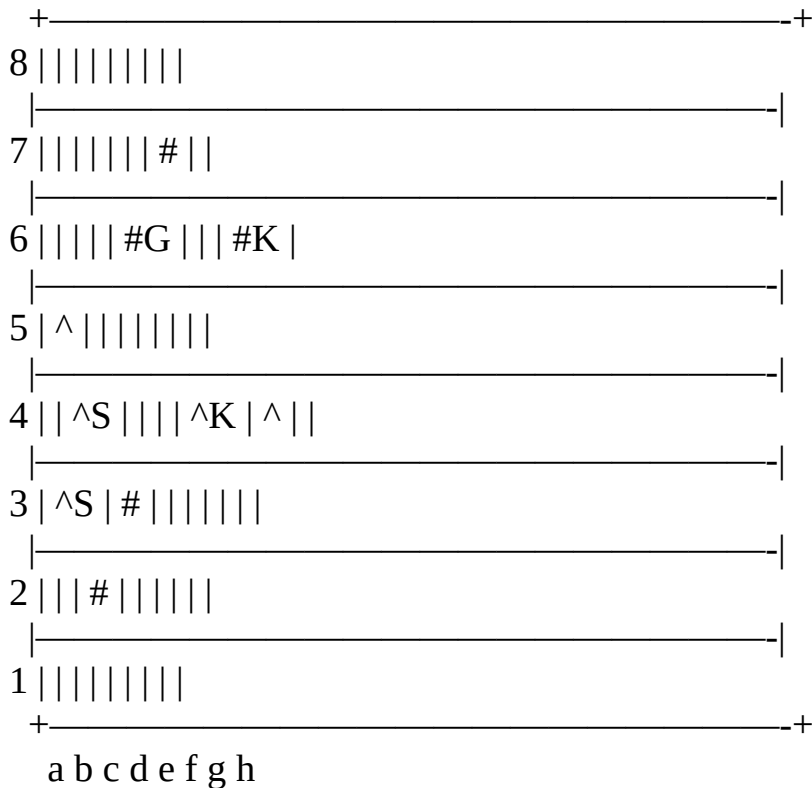 +—————————————————————-+
8 | | | | | | | | |
|—————————————————————-|
7 | | | | | | | # | |
|—————————————————————-|
6 | | | | | #G | | | #K |
|—————————————————————-|
5 | ^ | | | | | | | |
|—————————————————————-|
4 | | ^S | | | | ^K | ^ | |
|—————————————————————-|
3 | ^S | # | | | | | | |
|—————————————————————-|
2 | | | # | | | | | |
|—————————————————————-|
1 | | | | | | | | |
+—————————————————————-+
a b c d e f g h